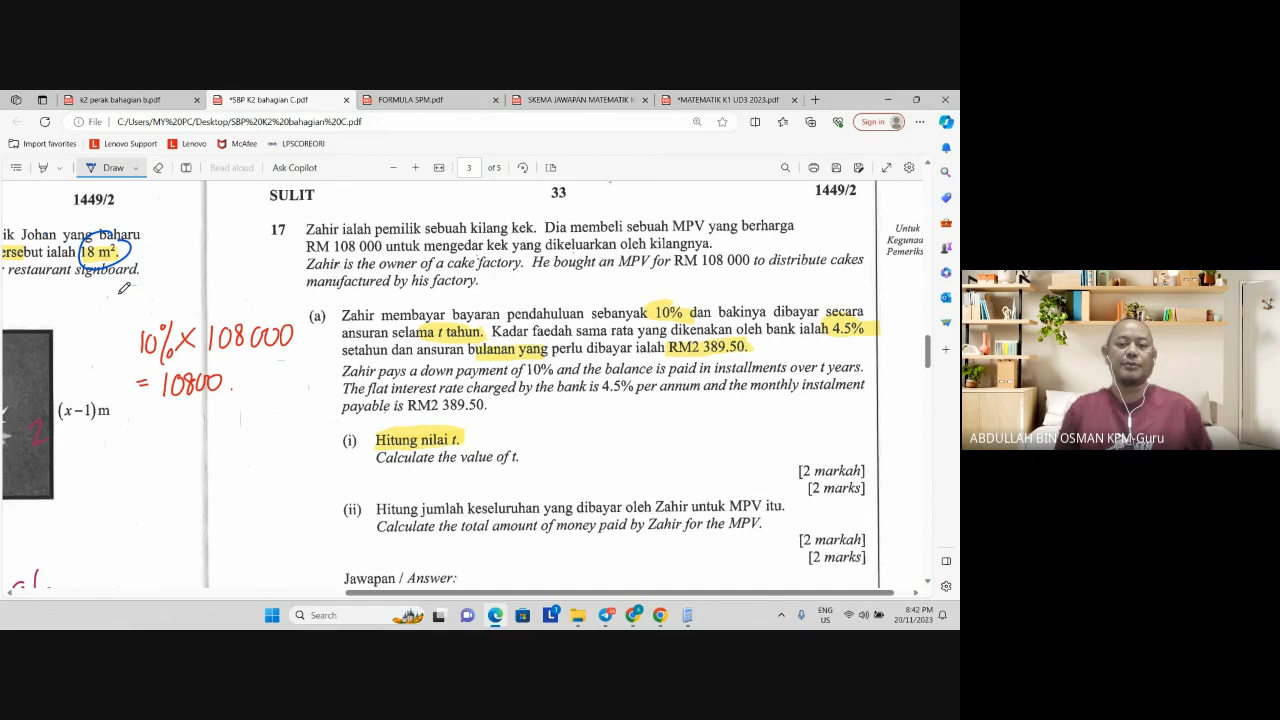 k2 perak bahagian b.pdf
*SBP K2 bahagian C.pdf
FORMULA SPM.pdf
SKEMA JAWAPAN MATEMATIK K
*MATEMATIK K1 UD3 2023.pdf
File C:/Users/MY%20PC/Desktop/SBP%20K2%20bahagian%20C.pdf
Sign in
Import favorites
Lenovo Support
Lenovo
McAfee
LPSCOREORI
Draw
Read aloud
Ask Copilot
3 of 5
1449/2
ik Johan yang baharu
ersebut ialah 18 m².
restaurant signboard.
(x−1) m
2
10% × 108000
= 10800.
SULIT 33 1449/2
Untuk
Kegunaa
Pemeriks
17 Zahir ialah pemilik sebuah kilang kek. Dia membeli sebuah MPV yang berharga
RM 108 000 untuk mengedar kek yang dikeluarkan oleh kilangnya.
Zahir is the owner of a cake factory. He bought an MPV for RM 108 000 to distribute cakes
manufactured by his factory.
(a) Zahir membayar bayaran pendahuluan sebanyak 10% dan bakinya dibayar secara
ansuran selama t tahun. Kadar faedah sama rata yang dikenakan oleh bank ialah 4.5%
setahun dan ansuran bulanan yang perlu dibayar ialah RM2 389.50.
Zahir pays a down payment of 10% and the balance is paid in installments over t years.
The flat interest rate charged by the bank is 4.5% per annum and the monthly instalment
payable is RM2 389.50.
(i) Hitung nilai t.
Calculate the value of t.
[2 markah]
[2 marks]
(ii) Hitung jumlah keseluruhan yang dibayar oleh Zahir untuk MPV itu.
Calculate the total amount of money paid by Zahir for the MPV.
[2 markah]
[2 marks]
Jawapan / Answer:
Search
ENG
US
8:42 PM
20/11/2023
ABDULLAH BIN OSMAN KPM-Guru